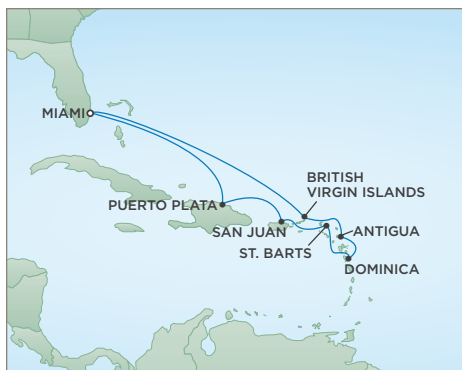 MIAMI
BRITISH
VIRGIN ISLANDS
PUERTO PLATA
SAN JUAN
ANTIGUA
ST. BARTS
DOMINICA